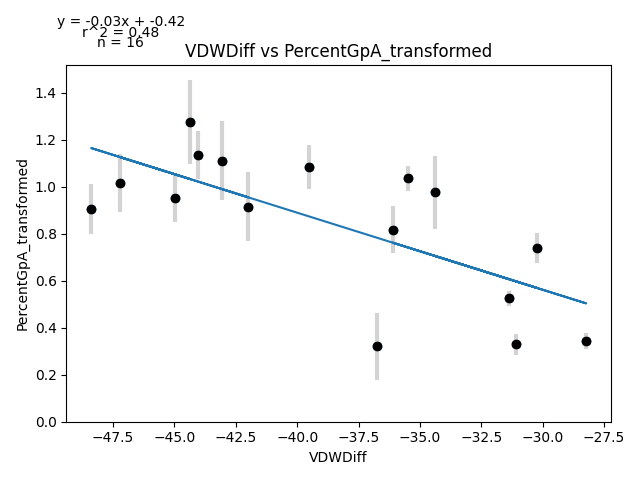 y = -0.03x + -0.42
r^2 = 0.48
n = 16
VDWDiff vs PercentGpA_transformed
PercentGpA_transformed
1.4
1.2
1.0
0.8
0.6
0.4
0.2
0.0
−47.5 −45.0 −42.5 −40.0 −37.5 −35.0 −32.5 −30.0 −27.5
VDWDiff